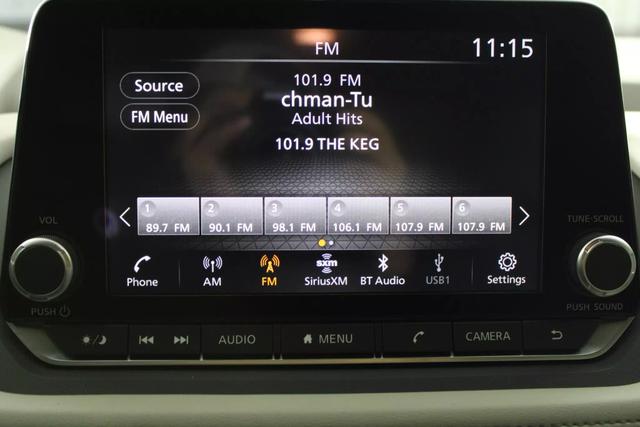 FM
11:15
Source
101.9 FM
chman-Tu
FM Menu
Adult Hits
101.9 THE KEG
1 2 3 4 5 6
89.7 FM 90.1 FM 98.1 FM 106.1 FM 107.9 FM 107.9 FM
VOL
TUNE·SCROLL
Phone AM FM SiriusXM BT Audio USB1 Settings
sxm
PUSH
PUSH SOUND
AUDIO MENU CAMERA